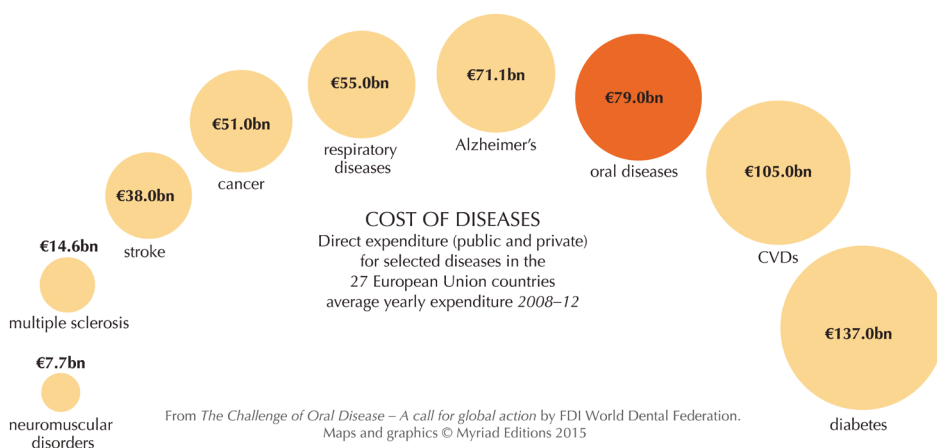 €7.7bn
neuromuscular
disorders
€14.6bn
multiple sclerosis
€38.0bn
stroke
€51.0bn
cancer
€55.0bn
respiratory
diseases
€71.1bn
Alzheimer’s
€79.0bn
oral diseases
€105.0bn
CVDs
€137.0bn
diabetes
COST OF DISEASES
Direct expenditure (public and private)
for selected diseases in the
27 European Union countries
average yearly expenditure 2008–12
From The Challenge of Oral Disease – A call for global action by FDI World Dental Federation.
Maps and graphics © Myriad Editions 2015